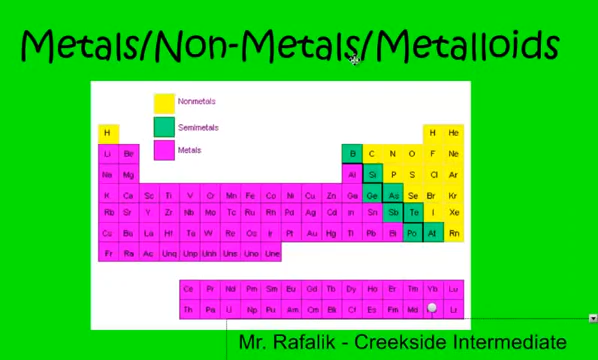 Metals/Non-Metals/Metalloids
Nonmetals
Semimetals
Metals
H H He
Li Be B C N O F Ne
Na Mg Al Si P S Cl Ar
K Ca Sc Ti V Cr Mn Fe Co Ni Cu Zn Ga Ge As Se Br Kr
Rb Sr Y Zr Nb Mo Tc Ru Rh Pd Ag Cd In Sn Sb Te I Xe
Cs Ba La Hf Ta W Re Os Ir Pt Au Hg Tl Pb Bi Po At Rn
Fr Ra Ac Unq Unp Unh Uns Uno Une
Ce Pr Nd Pm Sm Eu Gd Tb Dy Ho Er Tm Yb Lu
Th Pa U Np Pu Am Cm Bk Cf Es Fm Md Lr
Mr. Rafalik - Creekside Intermediate